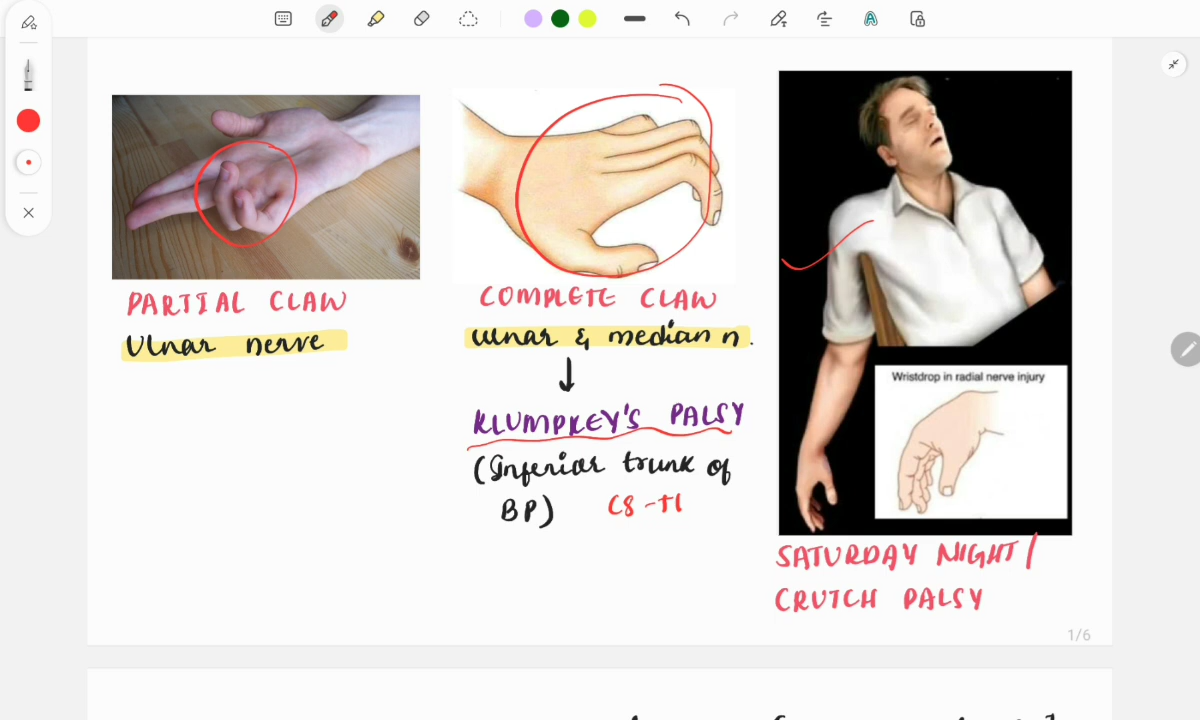 PARTIAL CLAW
Ulnar nerve
COMPLETE CLAW
Ulnar & median n.
↓
KLUMPKEY'S PALSY
(Inferior trunk of
BP) C8-T1
Wristdrop in radial nerve injury
SATURDAY NIGHT/
CRUTCH PALSY
1/6